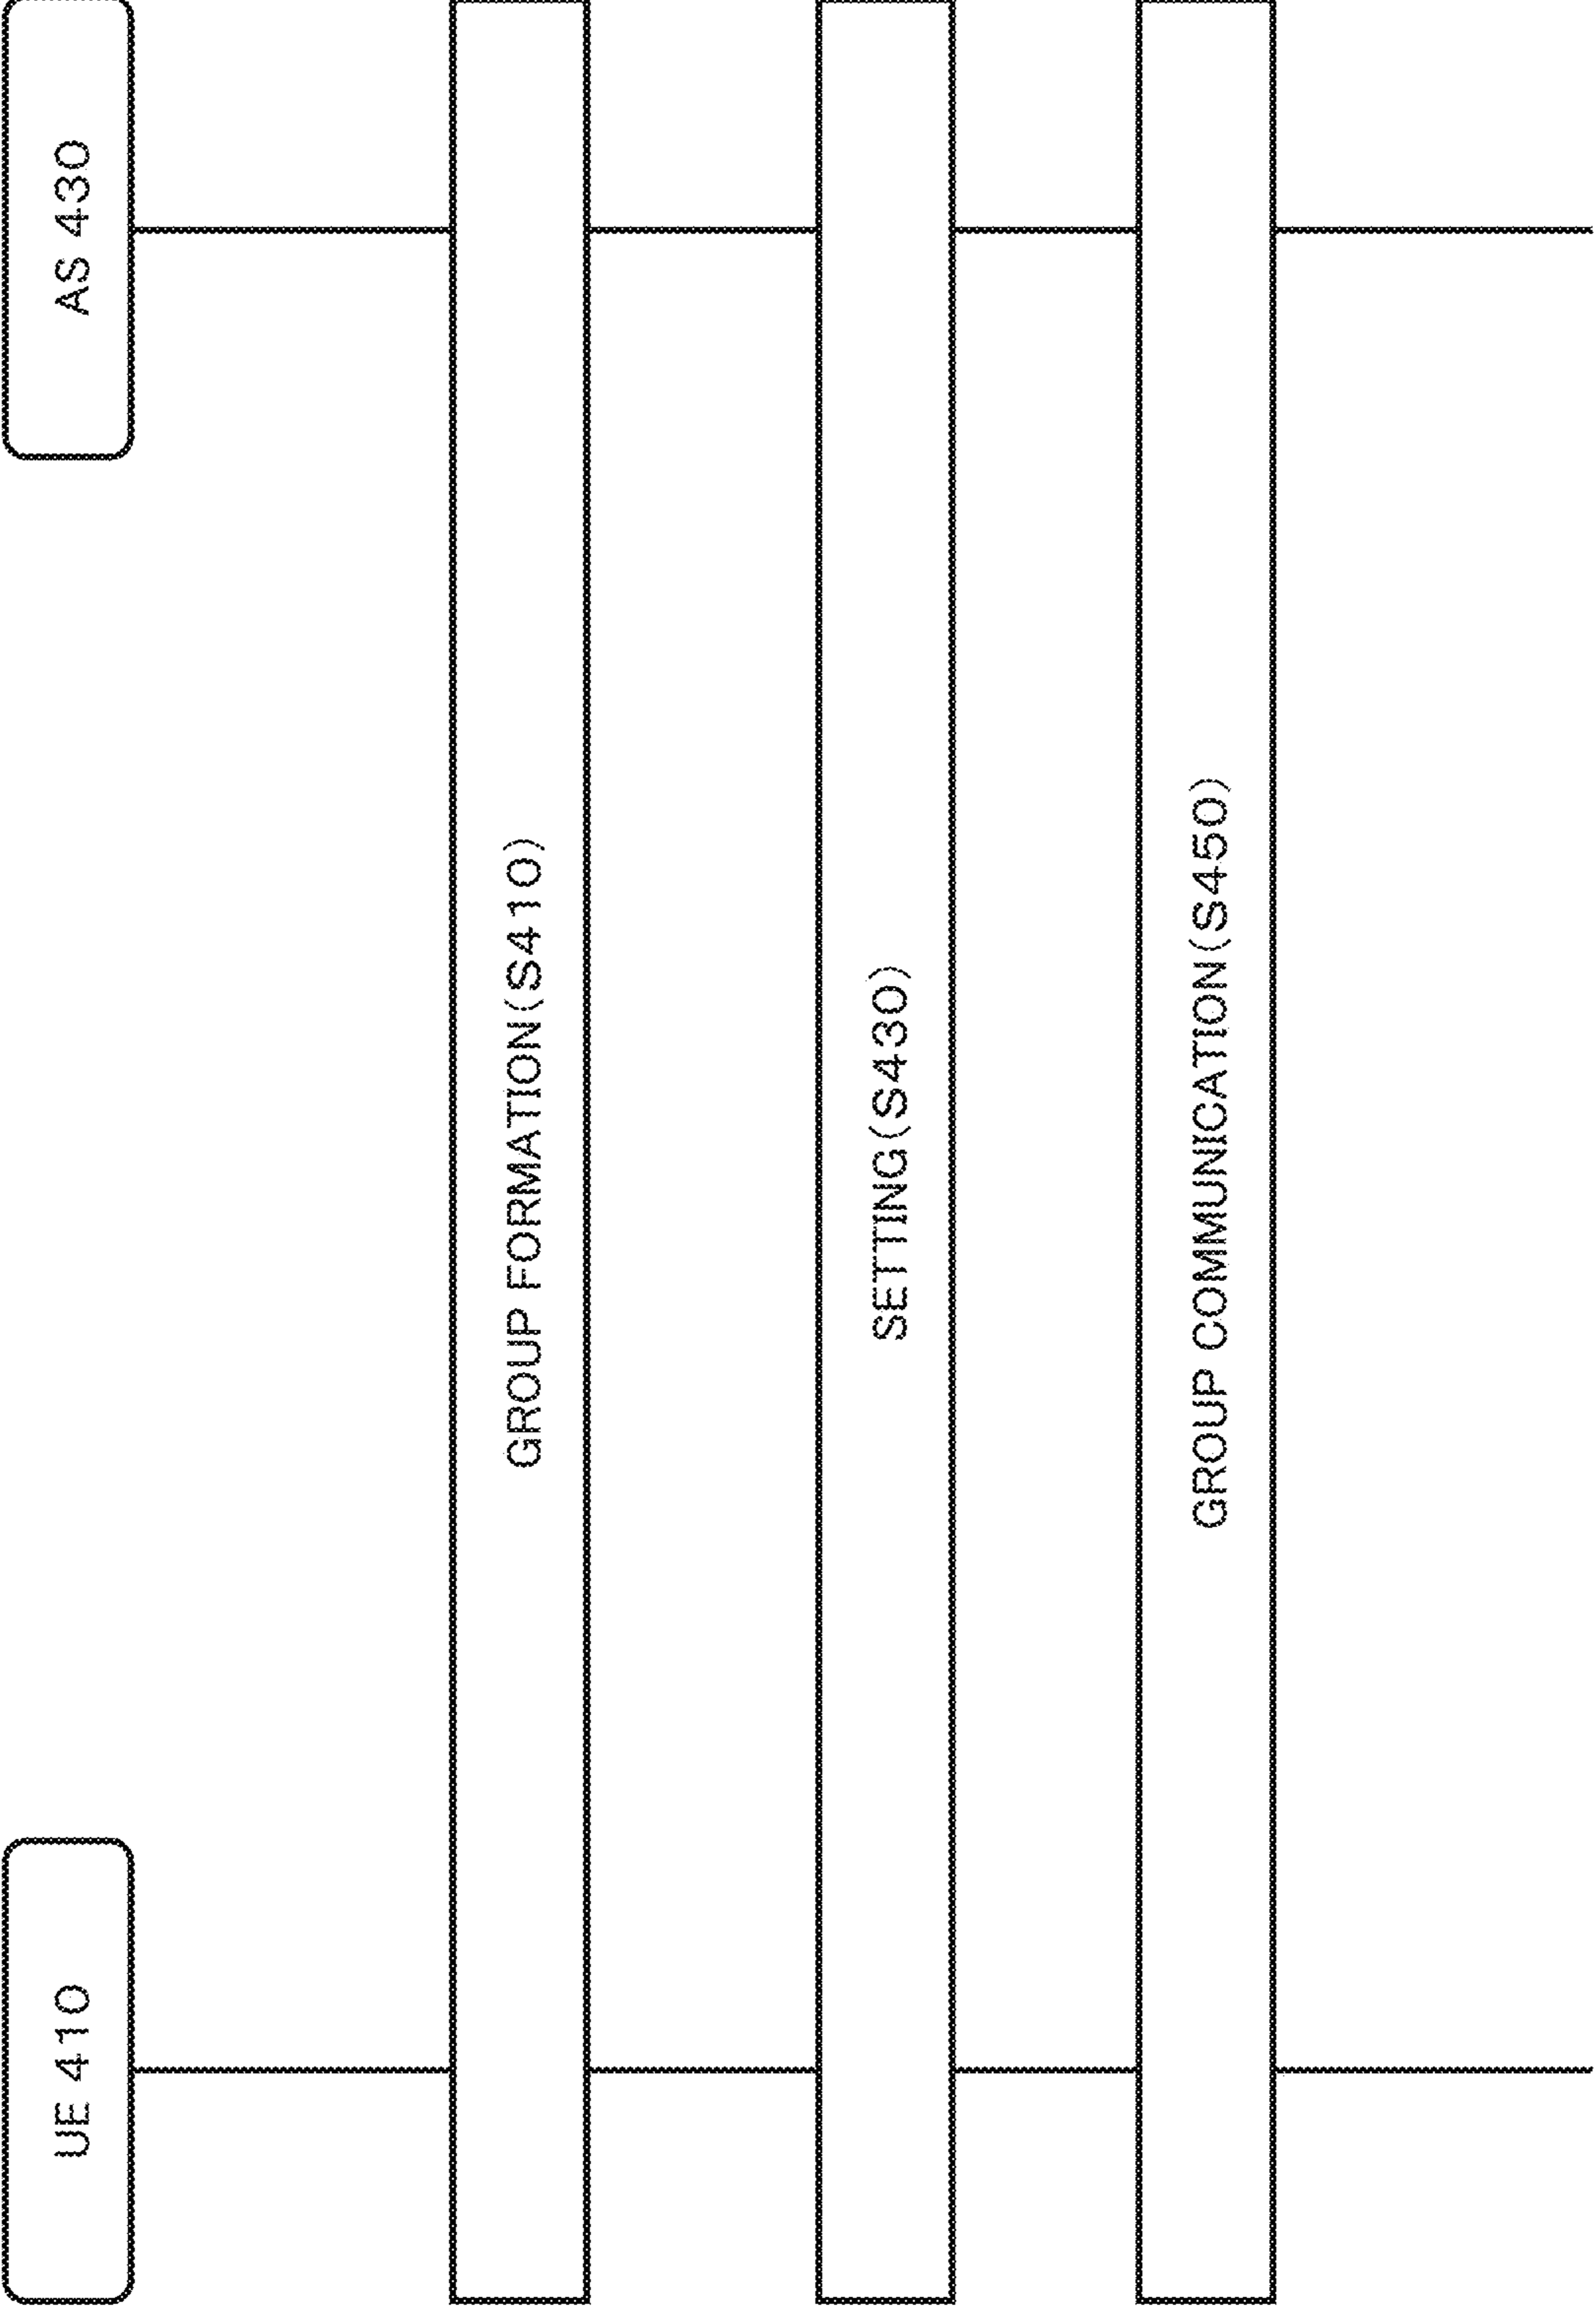 UE 410
AS 430
GROUP FORMATION(S410)
SETTING(S430)
GROUP COMMUNICATION(S450)